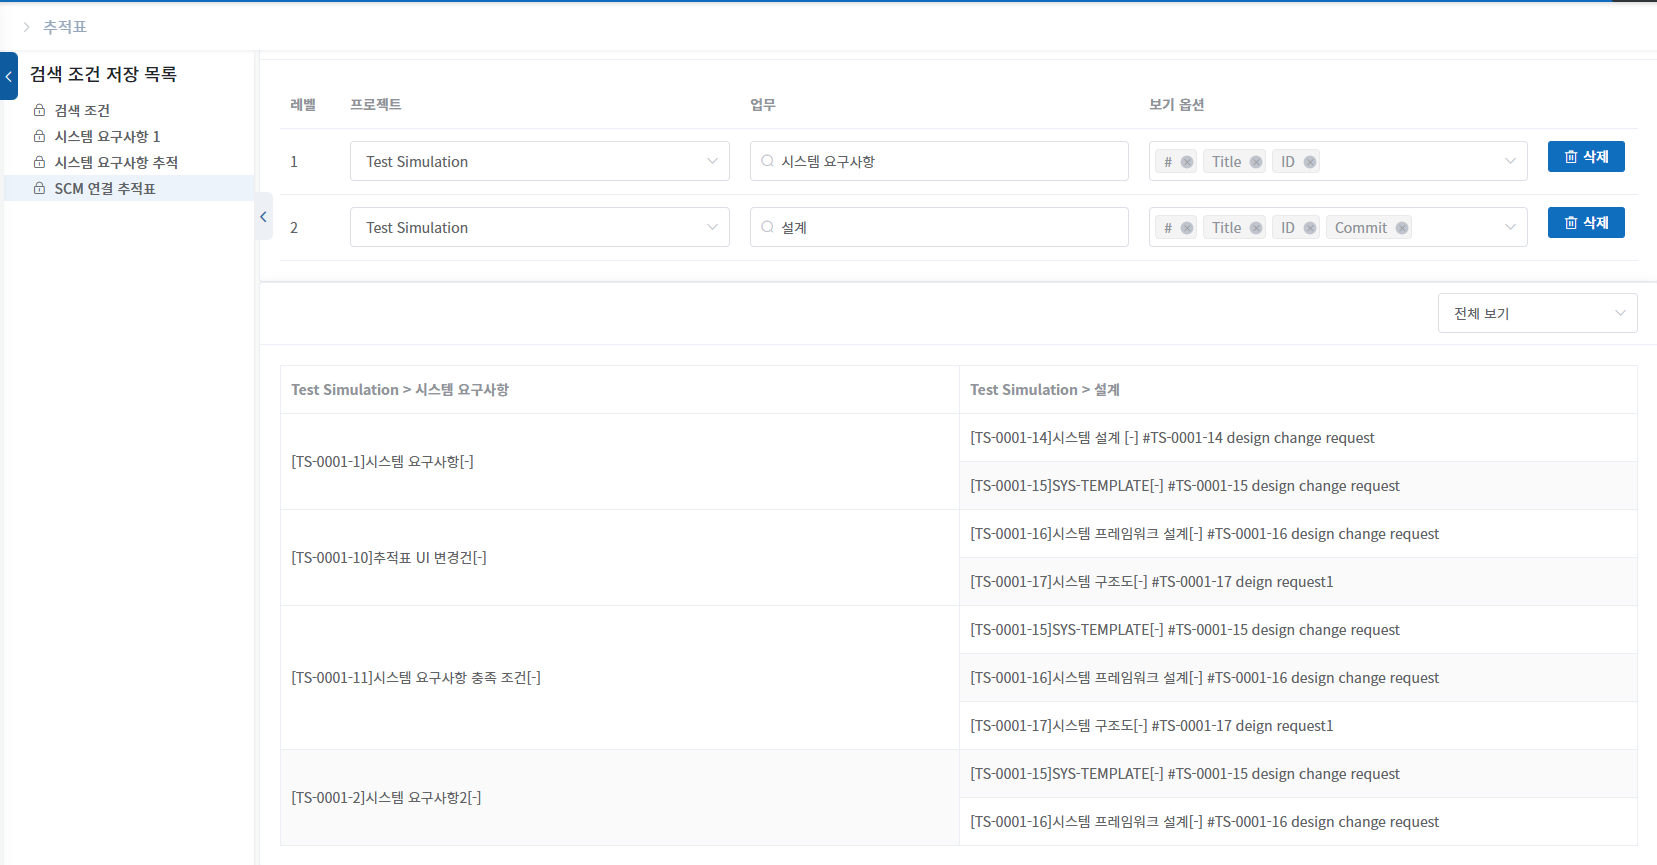 추적표
검색 조건 저장 목록
검색 조건
시스템 요구사항 1
시스템 요구사항 추적
SCM 연결 추적표
레벨 프로젝트 업무 보기 옵션
1 Test Simulation 시스템 요구사항 # Title ID 삭제
2 Test Simulation 설계 # Title ID Commit 삭제
전체 보기
Test Simulation > 시스템 요구사항 Test Simulation > 설계
[TS-0001-1]시스템 요구사항[-]
[TS-0001-14]시스템 설계 [-] #TS-0001-14 design change request
[TS-0001-15]SYS-TEMPLATE[-] #TS-0001-15 design change request
[TS-0001-10]추적표 UI 변경건[-]
[TS-0001-16]시스템 프레임워크 설계[-] #TS-0001-16 design change request
[TS-0001-17]시스템 구조도[-] #TS-0001-17 deign request1
[TS-0001-11]시스템 요구사항 충족 조건[-]
[TS-0001-15]SYS-TEMPLATE[-] #TS-0001-15 design change request
[TS-0001-16]시스템 프레임워크 설계[-] #TS-0001-16 design change request
[TS-0001-17]시스템 구조도[-] #TS-0001-17 deign request1
[TS-0001-2]시스템 요구사항2[-]
[TS-0001-15]SYS-TEMPLATE[-] #TS-0001-15 design change request
[TS-0001-16]시스템 프레임워크 설계[-] #TS-0001-16 design change request